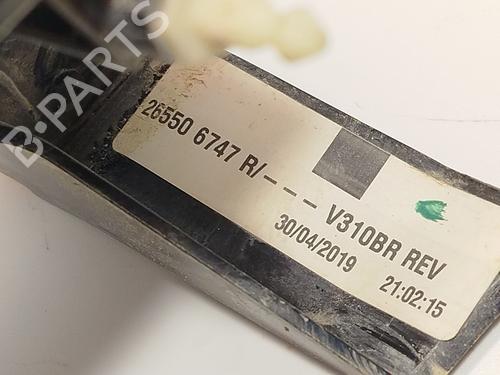 B-PARTS
26550 6747 R/--- V310BR REV
30/04/2019 21:02:15